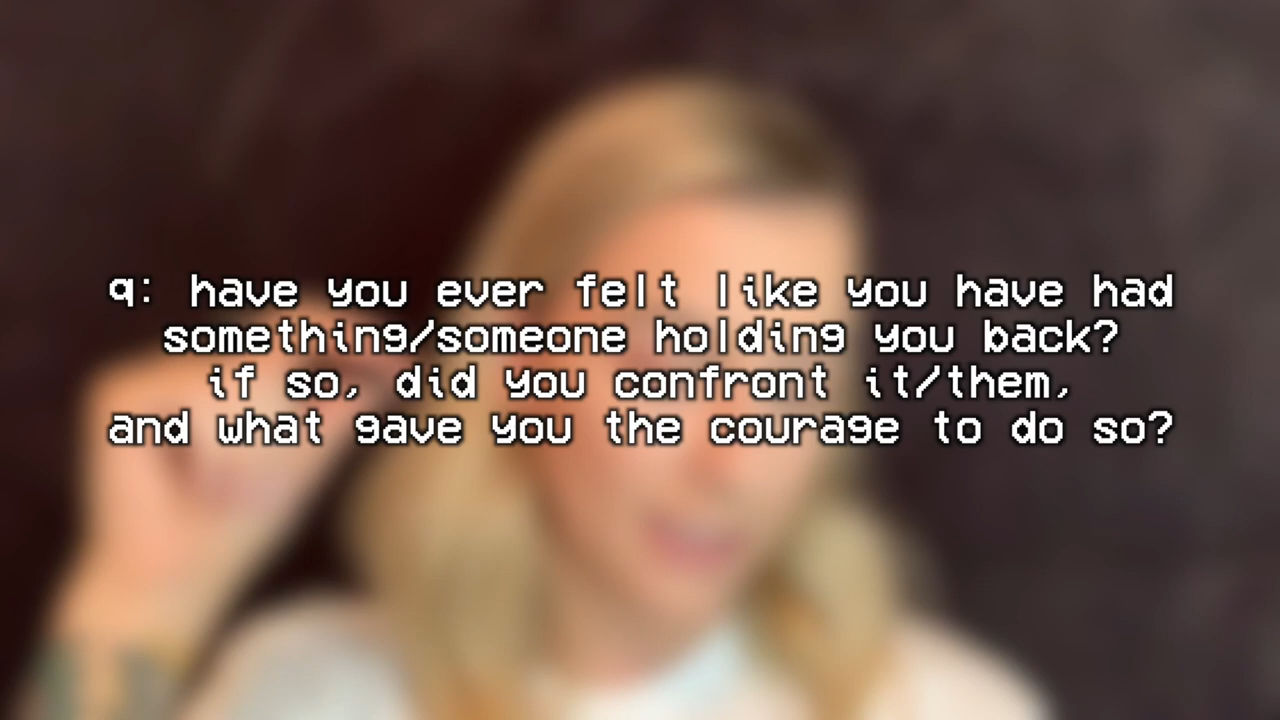 q: have you ever felt like you have had
something/someone holding you back?
if so, did you confront it/them,
and what gave you the courage to do so?